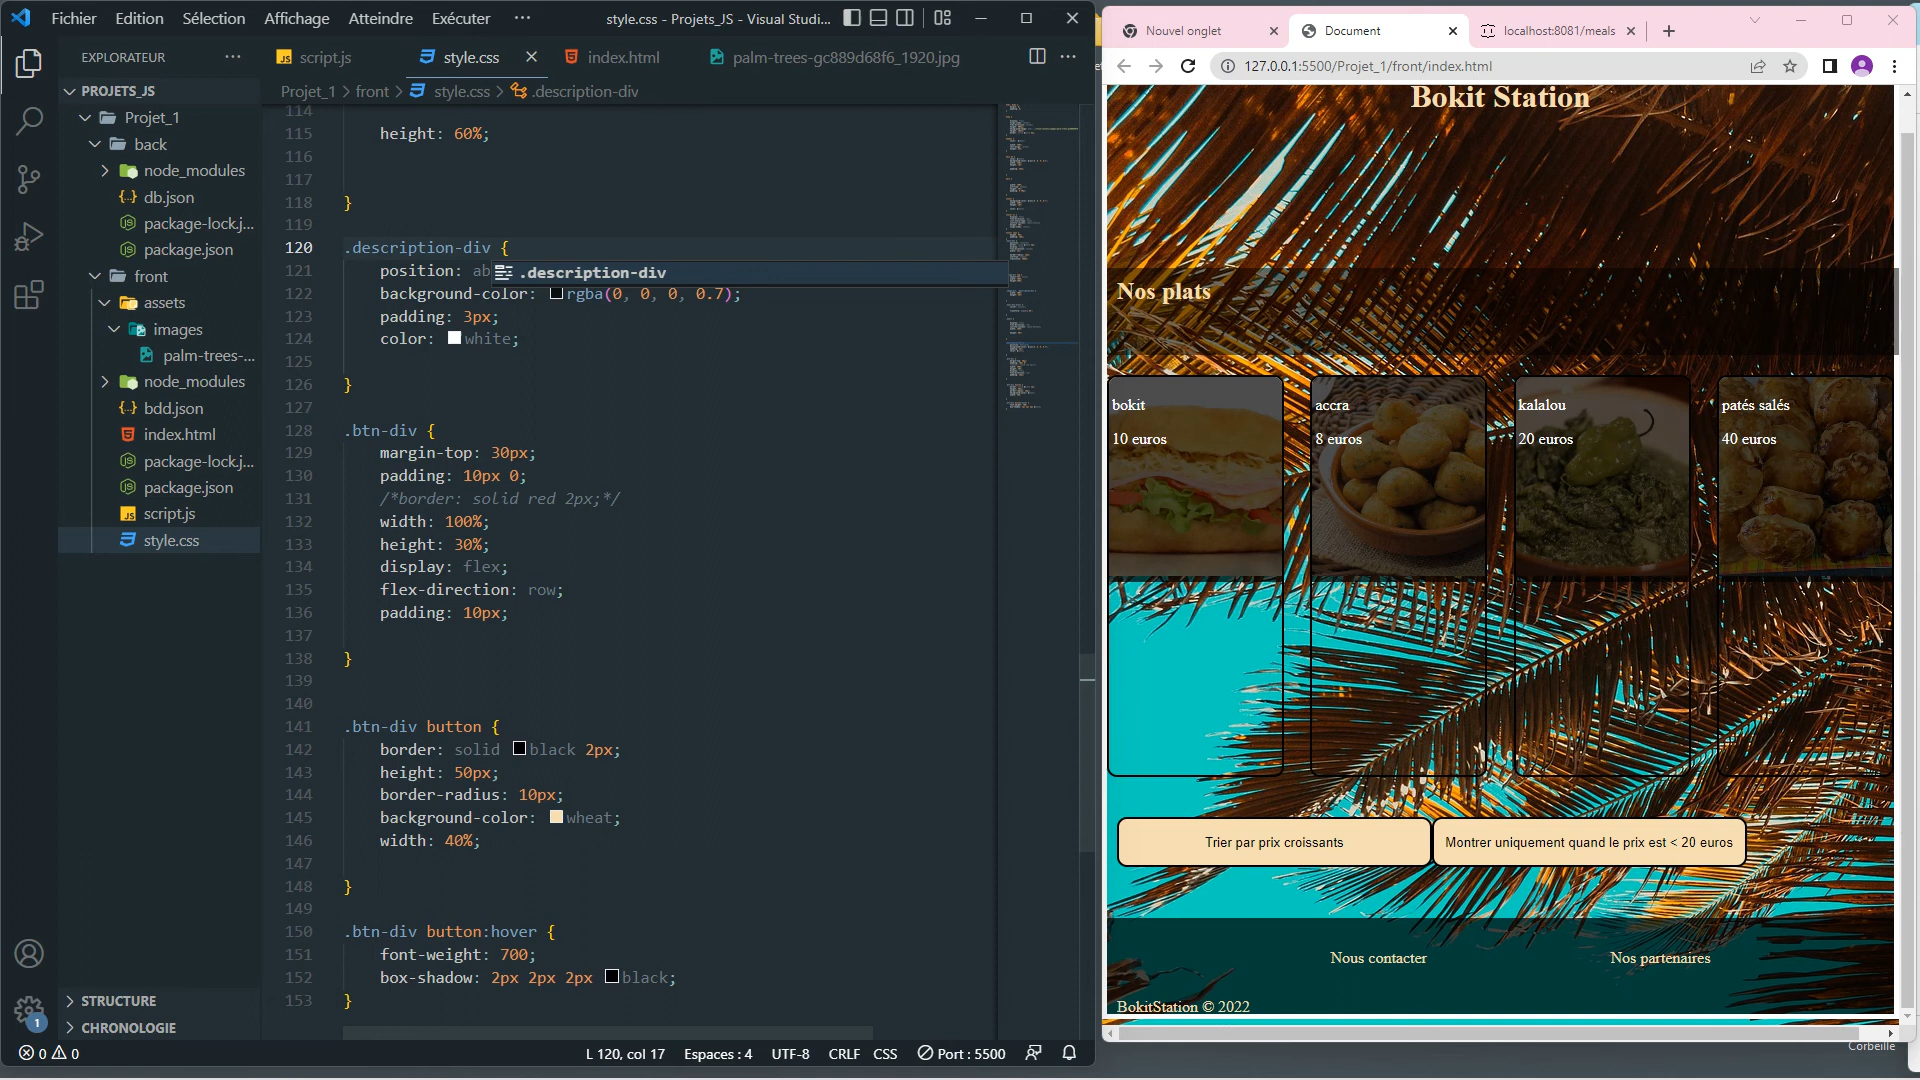 Fichier Edition Sélection Affichage Atteindre Exécuter ··· style.css - Projets_JS - Visual Studi...
EXPLORATEUR ···
PROJETS_JS
Projet_1
back
node_modules
db.json
package-lock.j...
package.json
front
assets
images
palm-trees-...
node_modules
bdd.json
index.html
package-lock.j...
package.json
script.js
style.css
STRUCTURE
CHRONOLOGIE
1
script.js style.css index.html palm-trees-gc889d68f6_1920.jpg
Projet_1 > front > style.css > .description-div
114
115 height: 60%;
116
117
118 }
119
120 .description-div {
121 position: ab
.description-div
122 background-color: rgba(0, 0, 0, 0.7);
123 padding: 3px;
124 color: white;
125
126 }
127
128 .btn-div {
129 margin-top: 30px;
130 padding: 10px 0;
131 /*border: solid red 2px;*/
132 width: 100%;
133 height: 30%;
134 display: flex;
135 flex-direction: row;
136 padding: 10px;
137
138 }
139
140
141 .btn-div button {
142 border: solid black 2px;
143 height: 50px;
144 border-radius: 10px;
145 background-color: wheat;
146 width: 40%;
147
148 }
149
150 .btn-div button:hover {
151 font-weight: 700;
152 box-shadow: 2px 2px 2px black;
153 }
0 0 L 120, col 17 Espaces : 4 UTF-8 CRLF CSS Port : 5500
Nouvel onglet Document localhost:8081/meals
127.0.0.1:5500/Projet_1/front/index.html
Bokit Station
Nos plats
bokit accra kalalou patés salés
10 euros 8 euros 20 euros 40 euros
Trier par prix croissants Montrer uniquement quand le prix est < 20 euros
Nous contacter Nos partenaires
BokitStation © 2022
Corbeille